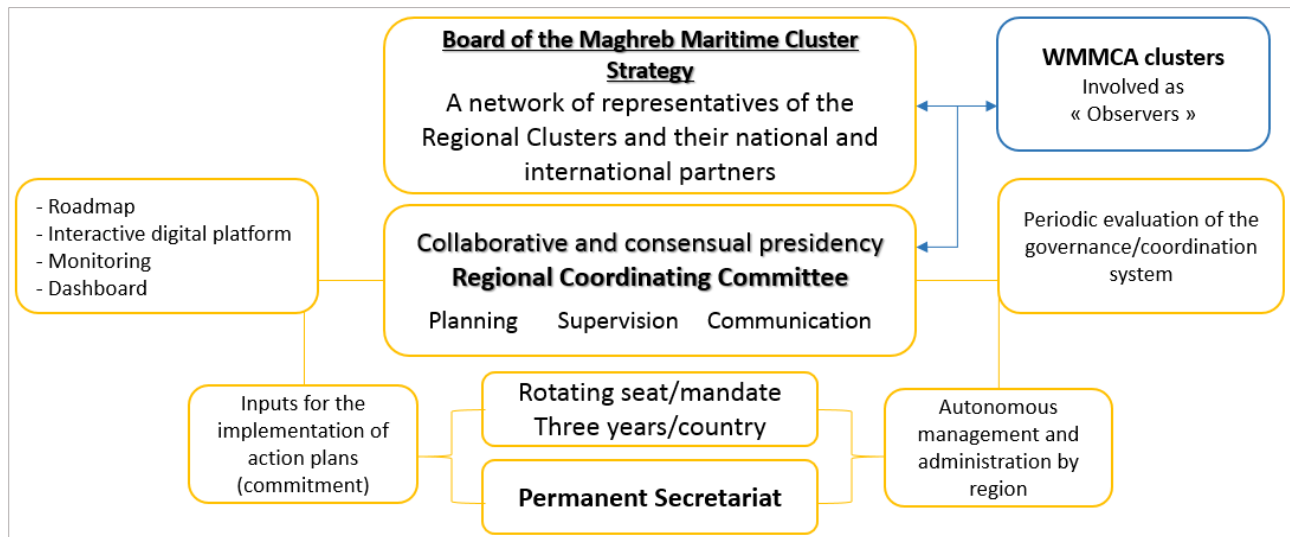 Board of the Maghreb Maritime Cluster
Strategy
A network of representatives of the
Regional Clusters and their national and
international partners
WMMCA clusters
Involved as
« Observers »
- Roadmap
- Interactive digital platform
- Monitoring
- Dashboard
Collaborative and consensual presidency
Regional Coordinating Committee
Planning Supervision Communication
Periodic evaluation of the
governance/coordination
system
Inputs for the
implementation of
action plans
(commitment)
Rotating seat/mandate
Three years/country
Permanent Secretariat
Autonomous
management and
administration by
region